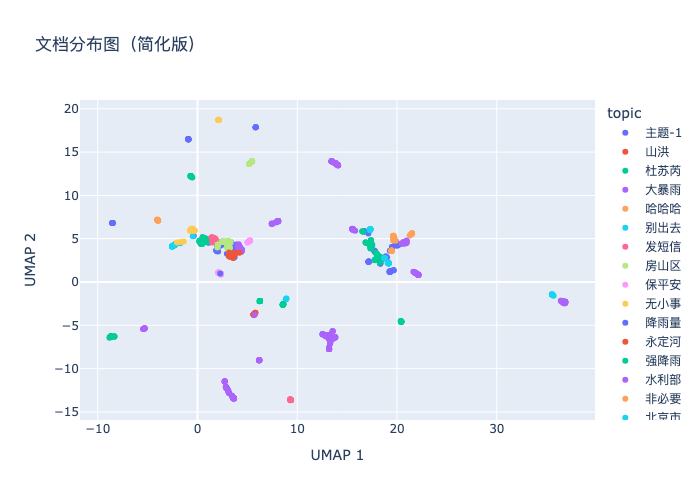 文档分布图（简化版）
topic
主题-1
山洪
杜苏芮
大暴雨
哈哈哈
别出去
发短信
房山区
保平安
无小事
降雨量
永定河
强降雨
水利部
非必要
北京市
20
15
10
5
0
−5
−10
−15
UMAP 2
−10
0
10
20
30
UMAP 1